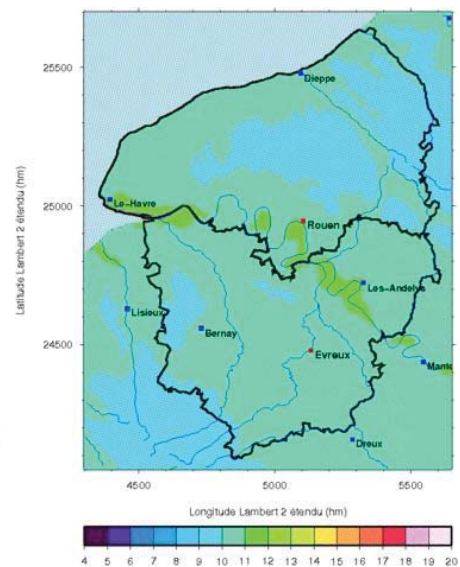 25500
25000
24500
Latitude Lambert 2 étendu (hm)
Dieppe
Le-Havre
Rouen
Les-Andelys
Lisieux
Bernay
Evreux
Mante
Dreux
4500 5000 5500
Longitude Lambert 2 étendu (hm)
4 5 6 7 8 9 10 11 12 13 14 15 16 17 18 19 20